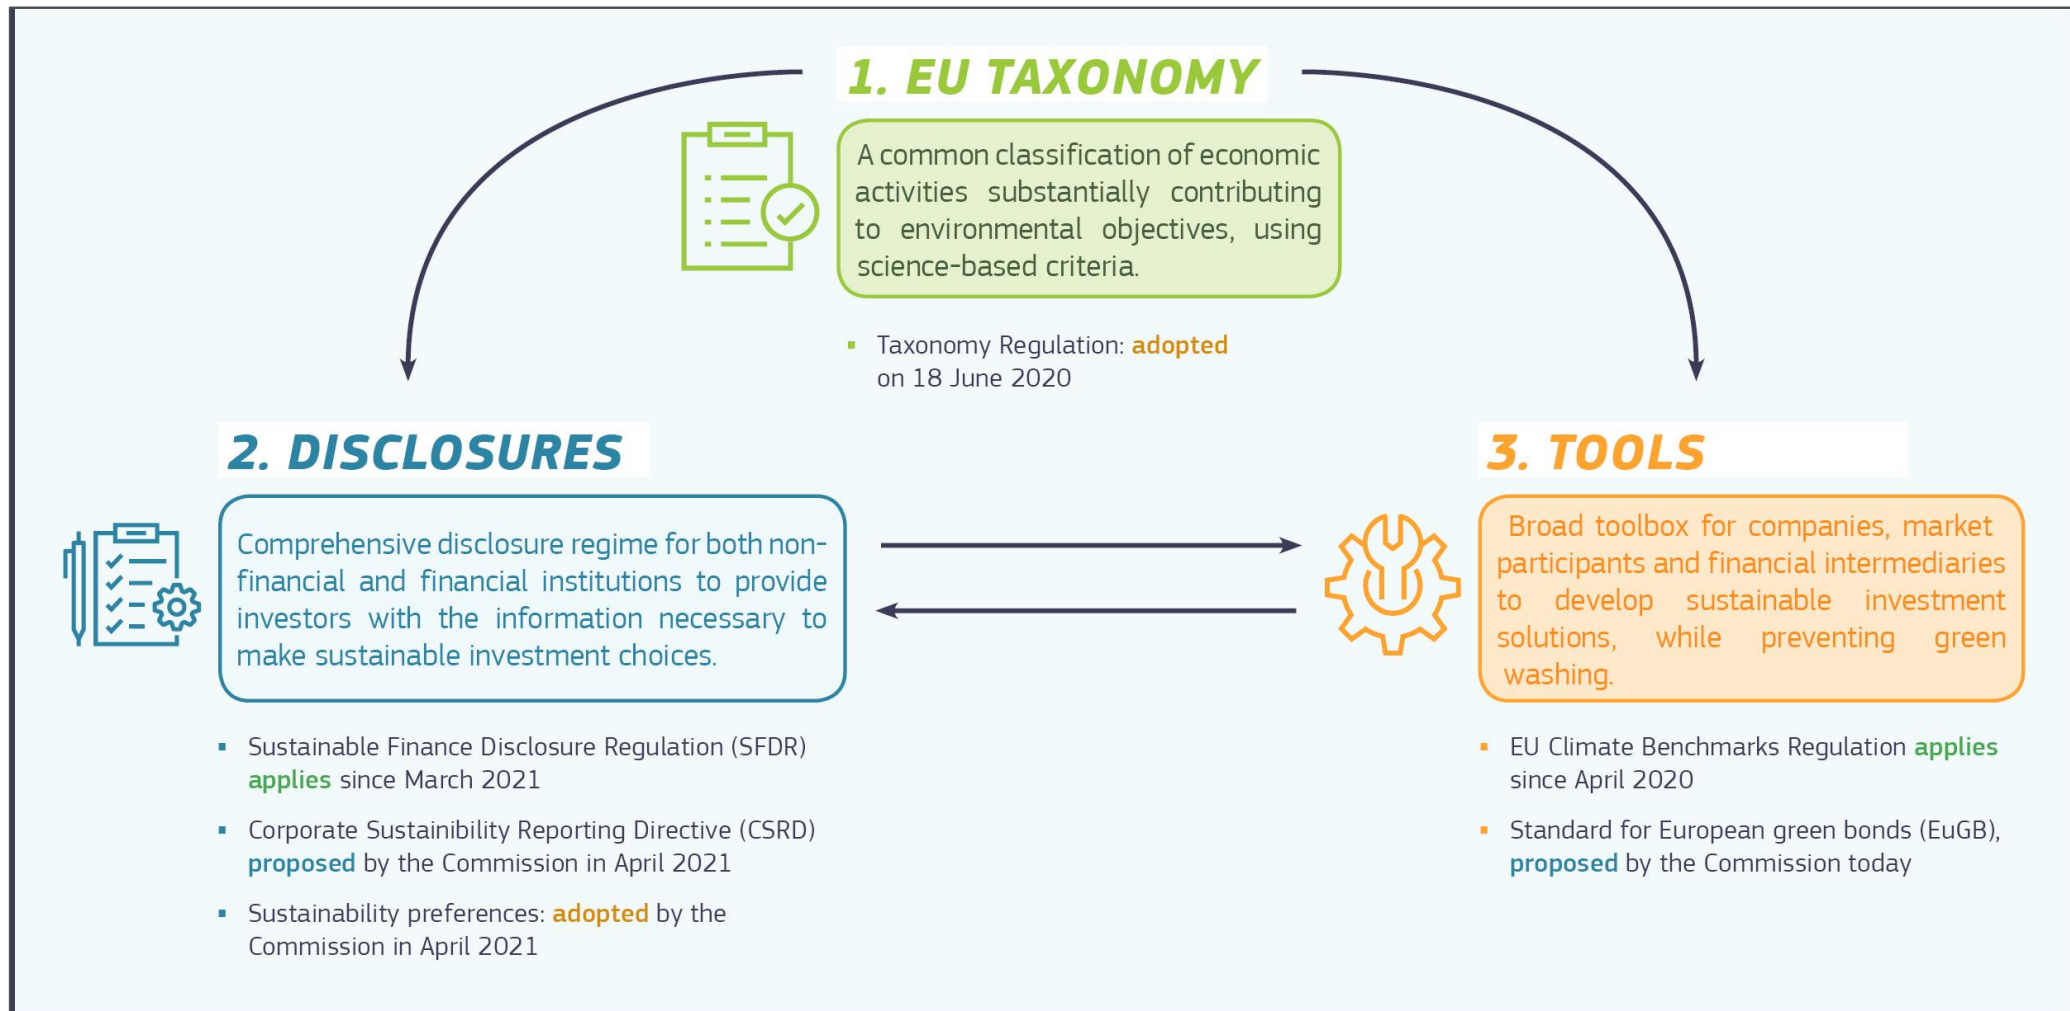 1. EU TAXONOMY
A common classification of economic
activities substantially contributing
to environmental objectives, using
science-based criteria.
▪ Taxonomy Regulation: adopted
on 18 June 2020
2. DISCLOSURES
Comprehensive disclosure regime for both non-
financial and financial institutions to provide
investors with the information necessary to
make sustainable investment choices.
▪ Sustainable Finance Disclosure Regulation (SFDR)
applies since March 2021
▪ Corporate Sustainibility Reporting Directive (CSRD)
proposed by the Commission in April 2021
▪ Sustainability preferences: adopted by the
Commission in April 2021
3. TOOLS
Broad toolbox for companies, market
participants and financial intermediaries
to develop sustainable investment
solutions, while preventing green
washing.
▪ EU Climate Benchmarks Regulation applies
since April 2020
▪ Standard for European green bonds (EuGB),
proposed by the Commission today